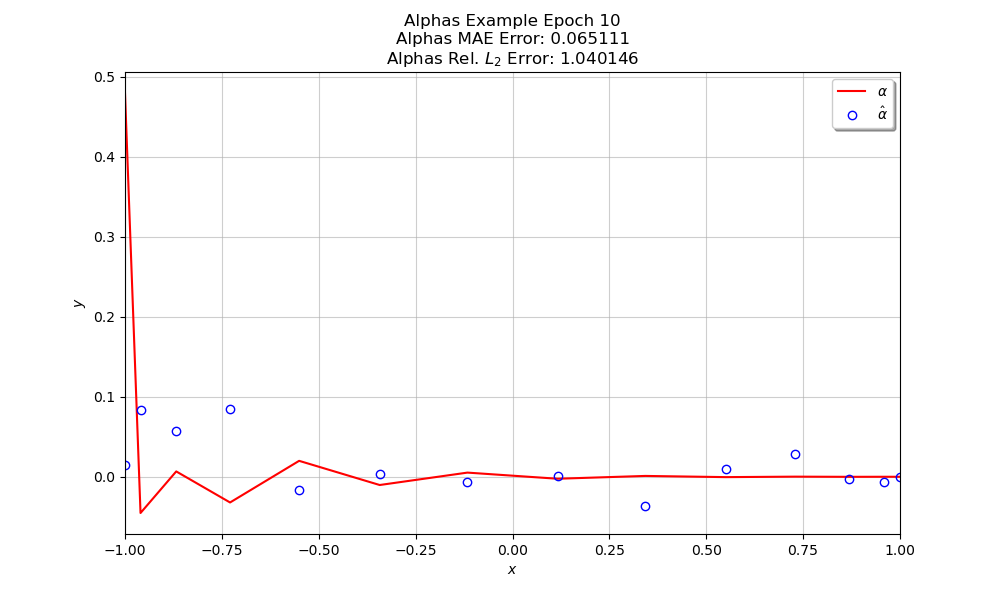 Alphas Example Epoch 10
Alphas MAE Error: 0.065111
Alphas Rel. $L_2$ Error: 1.040146
α
α̂
0.5
0.4
0.3
0.2
0.1
0.0
y
−1.00 −0.75 −0.50 −0.25 0.00 0.25 0.50 0.75 1.00
x